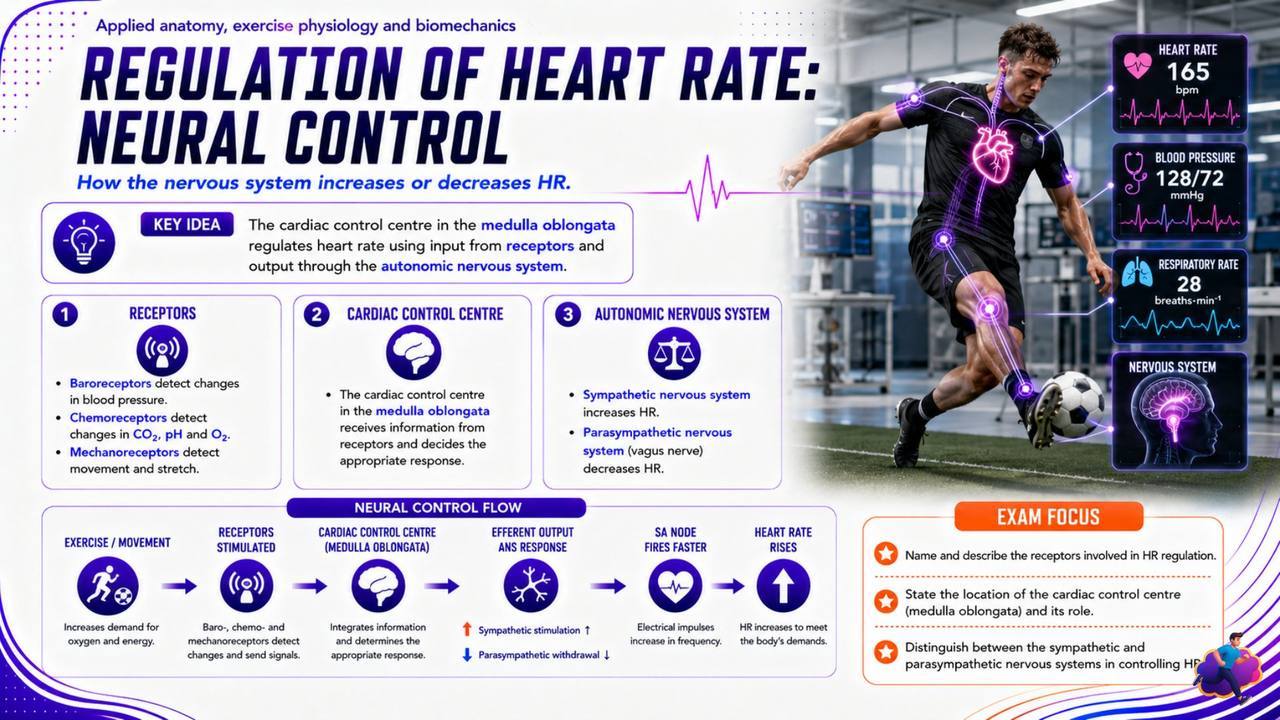 Applied anatomy, exercise physiology and biomechanics
REGULATION OF HEART RATE:
NEURAL CONTROL
How the nervous system increases or decreases HR.
KEY IDEA
The cardiac control centre in the medulla oblongata
regulates heart rate using input from receptors and
output through the autonomic nervous system.
1 RECEPTORS
• Baroreceptors detect changes
in blood pressure.
• Chemoreceptors detect
changes in CO₂, pH and O₂.
• Mechanoreceptors detect
movement and stretch.
2 CARDIAC CONTROL CENTRE
• The cardiac control centre
in the medulla oblongata
receives information from
receptors and decides the
appropriate response.
3 AUTONOMIC NERVOUS SYSTEM
• Sympathetic nervous system
increases HR.
• Parasympathetic nervous
system (vagus nerve)
decreases HR.
HEART RATE
165
bpm
BLOOD PRESSURE
128/72
mmHg
RESPIRATORY RATE
28
breaths·min⁻¹
NERVOUS SYSTEM
NEURAL CONTROL FLOW
EXERCISE / MOVEMENT
Increases demand for
oxygen and energy.
RECEPTORS
STIMULATED
Baro-, chemo- and
mechanoreceptors detect
changes and send signals.
CARDIAC CONTROL CENTRE
(MEDULLA OBLONGATA)
Integrates information
and determines the
appropriate response.
EFFERENT OUTPUT
ANS RESPONSE
Sympathetic stimulation ↑
Parasympathetic withdrawal ↓
SA NODE
FIRES FASTER
Electrical impulses
increase in frequency.
HEART RATE
RISES
HR increases to meet
the body's demands.
EXAM FOCUS
Name and describe the receptors involved in HR regulation.
State the location of the cardiac control centre
(medulla oblongata) and its role.
Distinguish between the sympathetic and
parasympathetic nervous systems in controlling HR